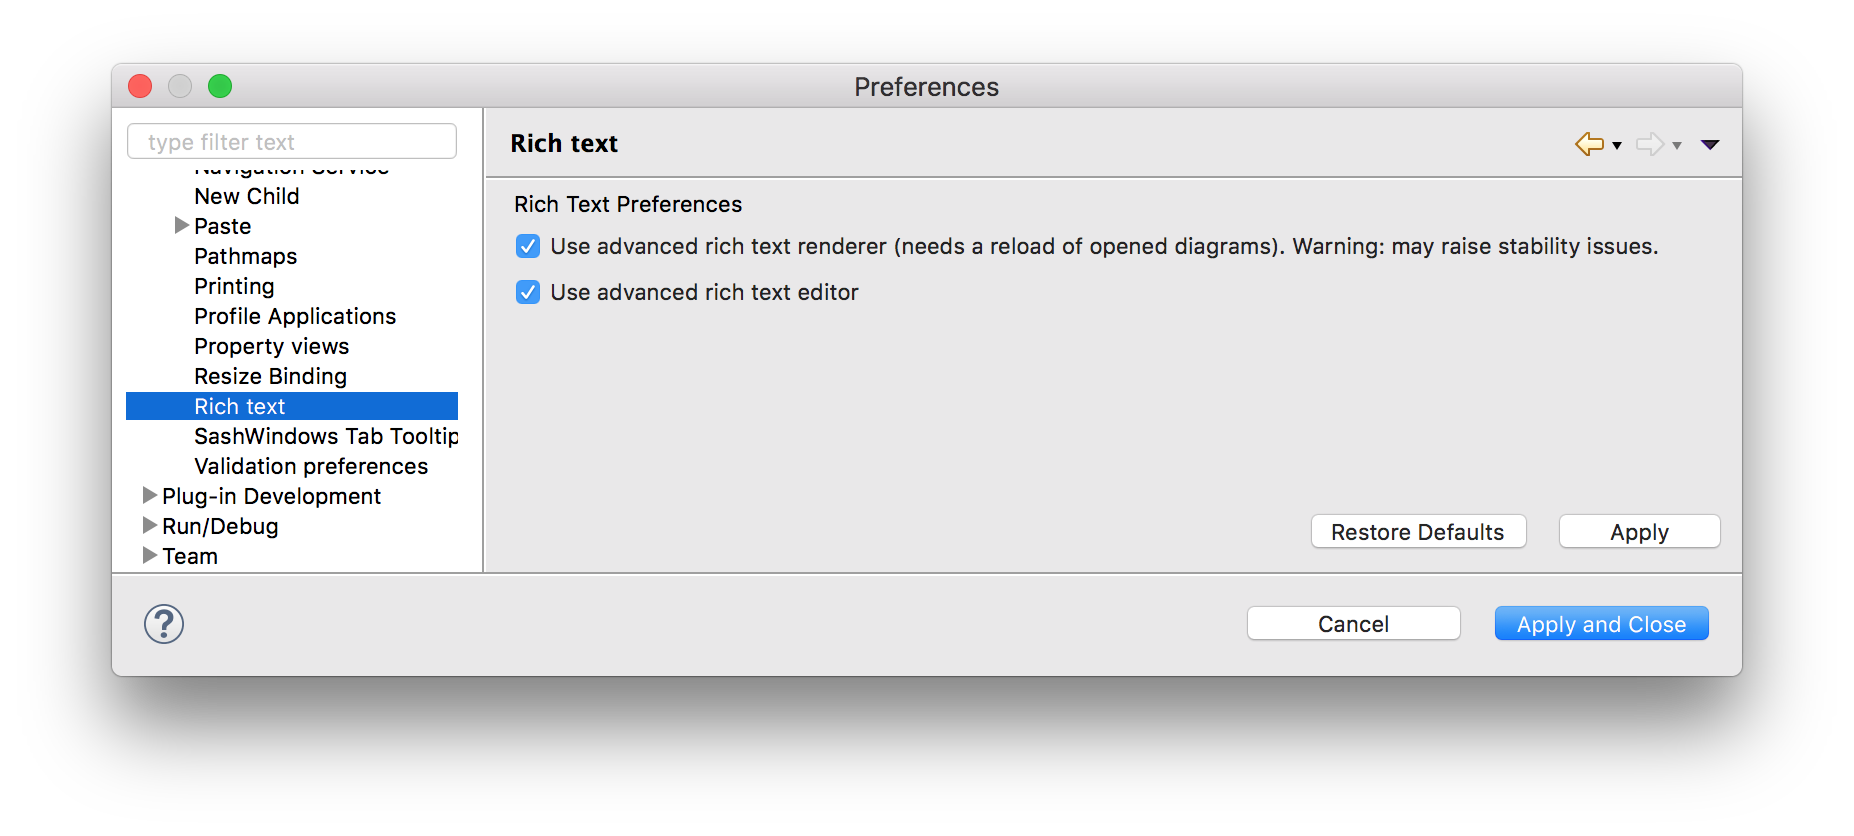 Preferences
type filter text
Navigation Service
New Child
Paste
Pathmaps
Printing
Profile Applications
Property views
Resize Binding
Rich text
SashWindows Tab Tooltip
Validation preferences
Plug-in Development
Run/Debug
Team
Rich text
Rich Text Preferences
Use advanced rich text renderer (needs a reload of opened diagrams). Warning: may raise stability issues.
Use advanced rich text editor
Restore Defaults
Apply
?
Cancel
Apply and Close